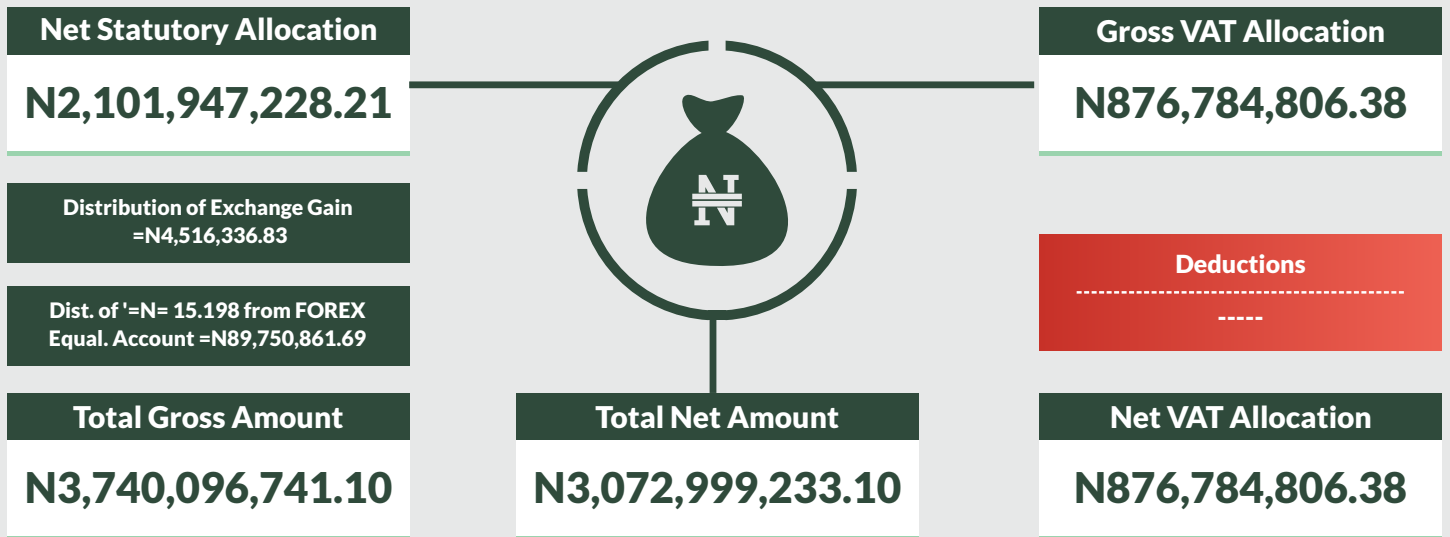 Net Statutory Allocation
N2,101,947,228.21
Distribution of Exchange Gain
=N4,516,336.83
Dist. of '=N= 15.198 from FOREX
Equal. Account =N89,750,861.69
Total Gross Amount
N3,740,096,741.10
₦
Total Net Amount
N3,072,999,233.10
Gross VAT Allocation
N876,784,806.38
Deductions
--------------------------------------------
-----
Net VAT Allocation
N876,784,806.38